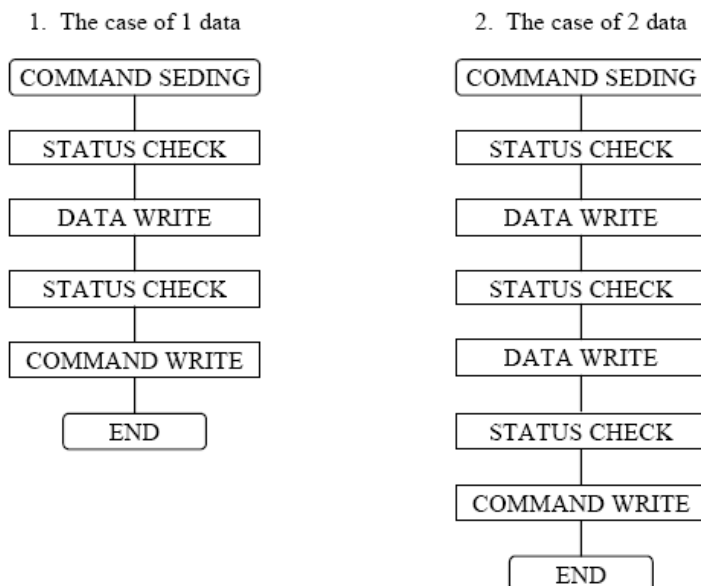 1. The case of 1 data
COMMAND SEDING
STATUS CHECK
DATA WRITE
STATUS CHECK
COMMAND WRITE
END
2. The case of 2 data
COMMAND SEDING
STATUS CHECK
DATA WRITE
STATUS CHECK
DATA WRITE
STATUS CHECK
COMMAND WRITE
END